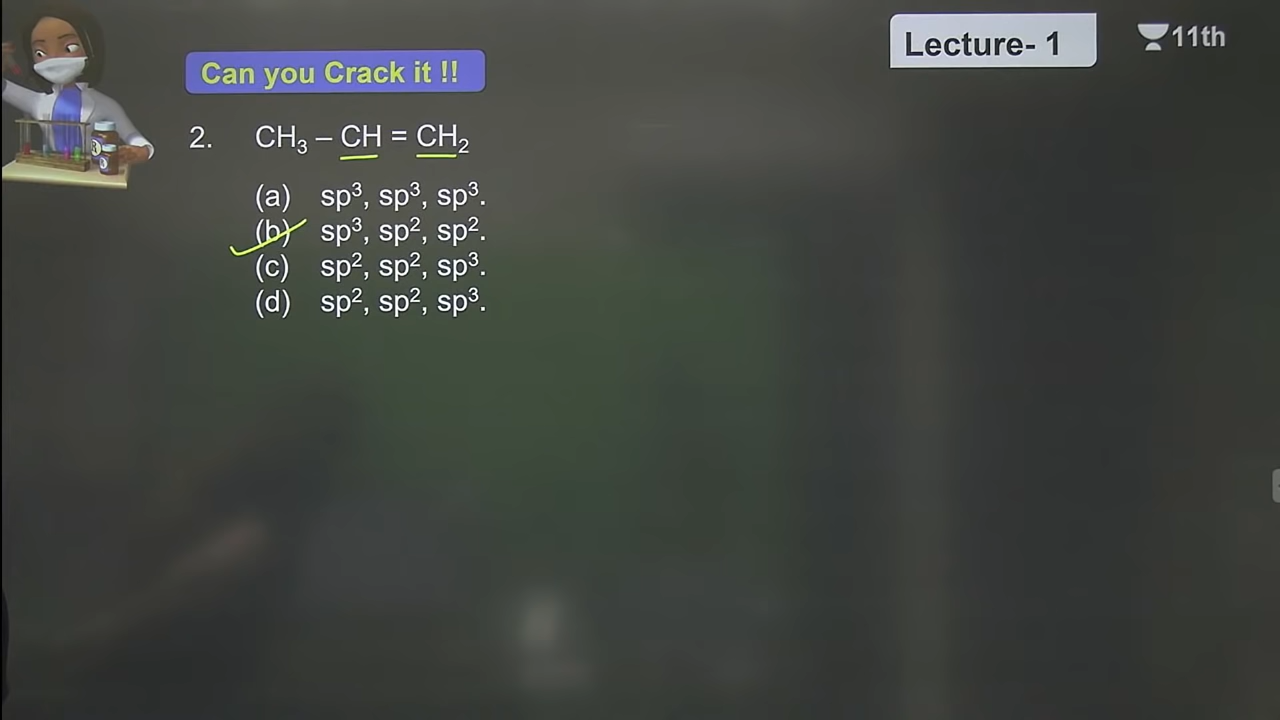 Lecture- 1
11th
Can you Crack it !!
2. CH₃ – CH = CH₂
(a) sp³, sp³, sp³.
(b) sp³, sp², sp².
(c) sp², sp², sp³.
(d) sp², sp², sp³.